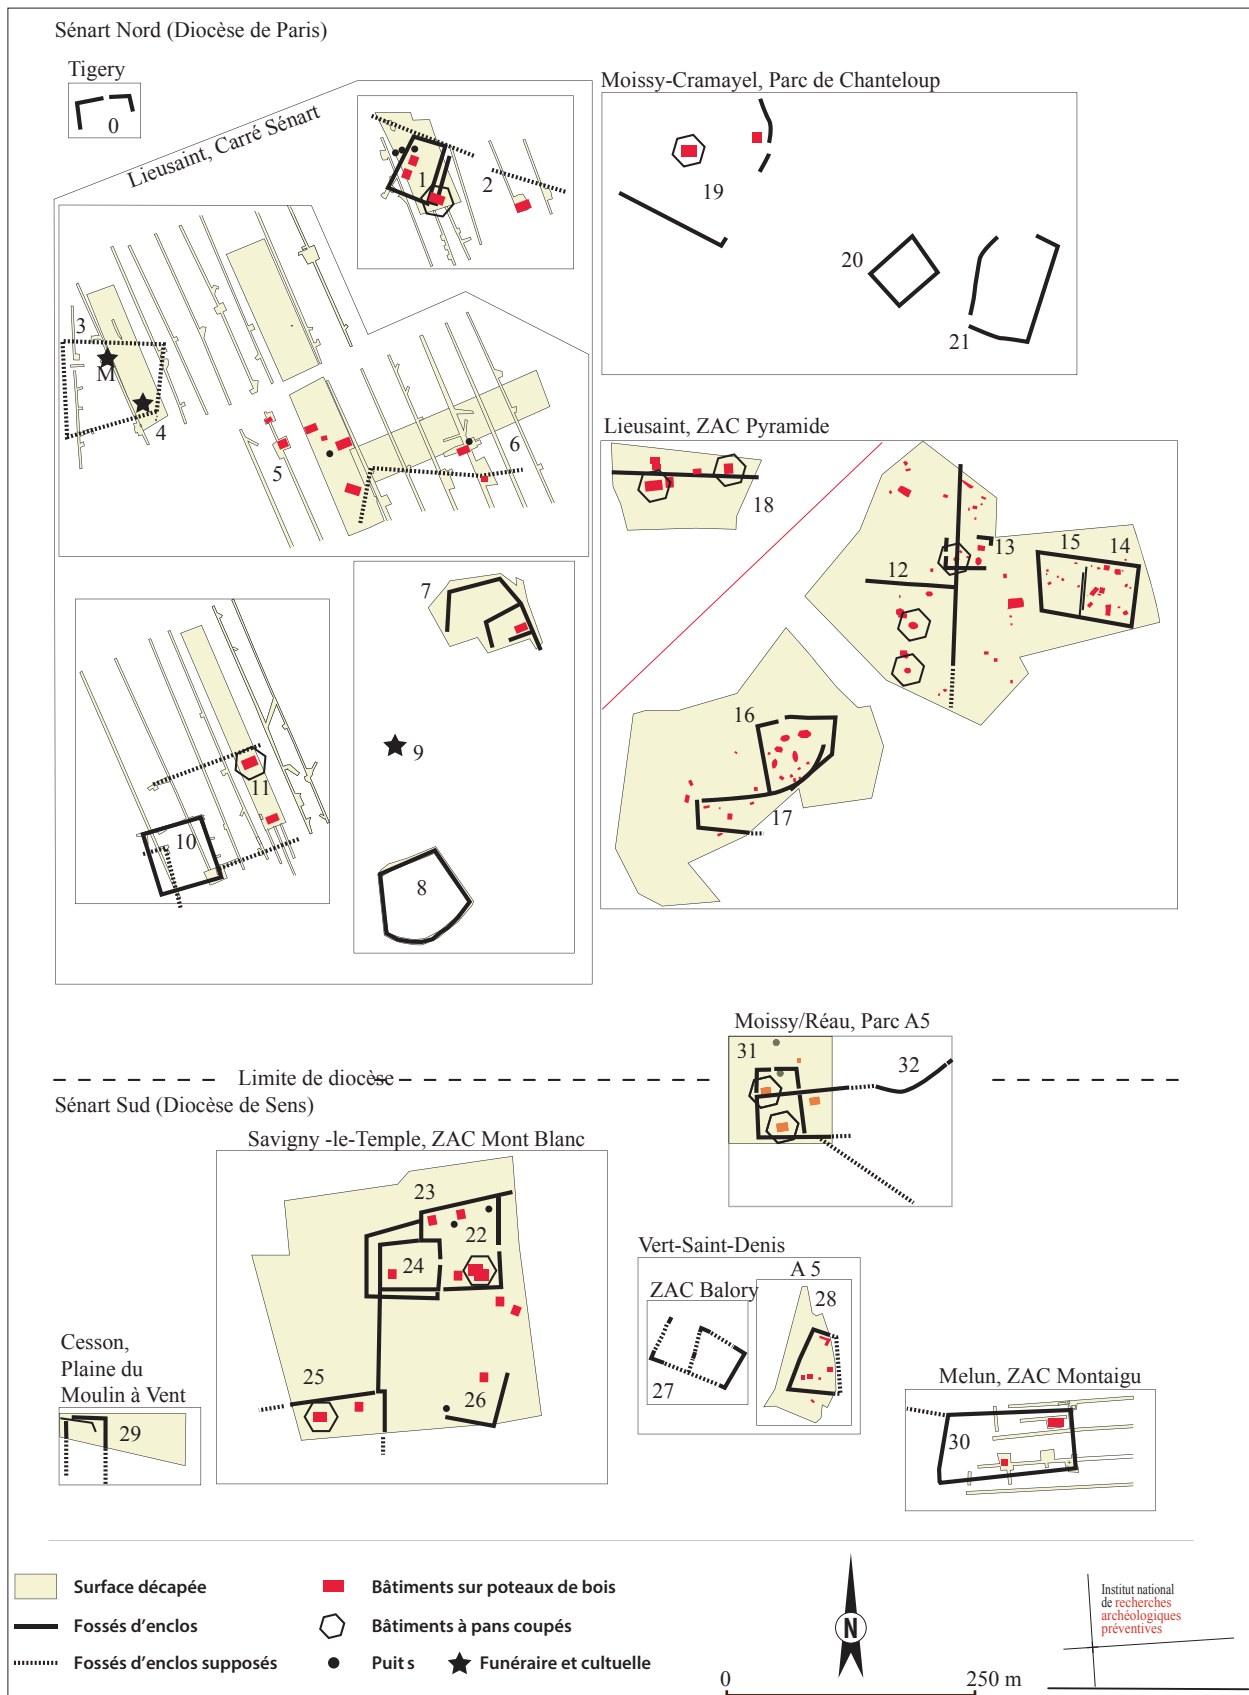 Sénart Nord (Diocèse de Paris)
Tigery
0
Lieusaint, Carré Sénart
1
2
3
M
4
5
6
7
8
9
10
11
Moissy-Cramayel, Parc de Chanteloup
19
20
21
Lieusaint, ZAC Pyramide
18
12
13
15
14
16
17
Moissy/Réau, Parc A5
31
32
Limite de diocèse
Sénart Sud (Diocèse de Sens)
Savigny -le-Temple, ZAC Mont Blanc
23
22
24
25
26
Vert-Saint-Denis
A 5
ZAC Balory
28
27
Cesson,
Plaine du
Moulin à Vent
29
Melun, ZAC Montaigu
30
Surface décapée
Fossés d'enclos
Fossés d'enclos supposés
Bâtiments sur poteaux de bois
Bâtiments à pans coupés
Puit s
Funéraire et cultuelle
N
0 250 m
Institut national
de recherches
archéologiques
préventives